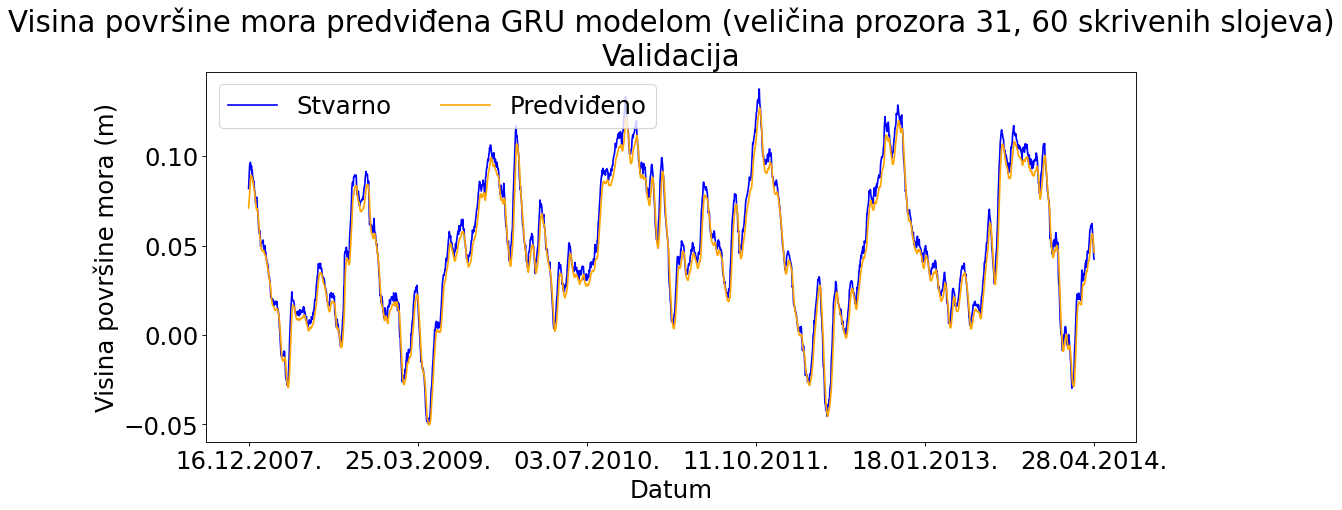 Visina površine mora predviđena GRU modelom (veličina prozora 31, 60 skrivenih slojeva)
Validacija
Stvarno Predviđeno
Visina površine mora (m)
0.10
0.05
0.00
−0.05
16.12.2007. 25.03.2009. 03.07.2010. 11.10.2011. 18.01.2013. 28.04.2014.
Datum